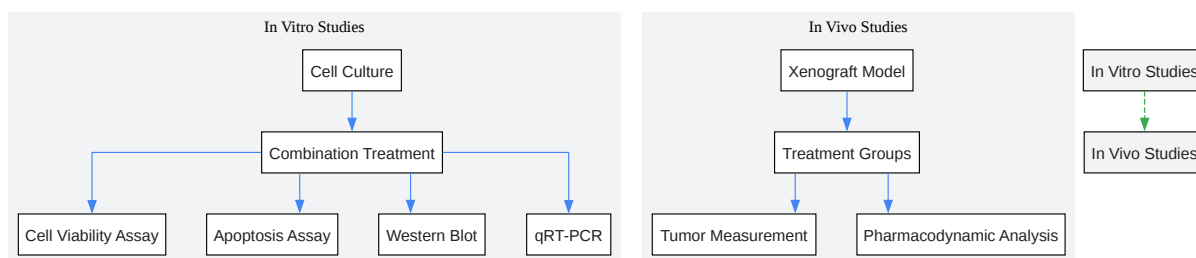 In Vitro Studies
Cell Culture
Combination Treatment
Cell Viability Assay
Apoptosis Assay
Western Blot
qRT-PCR
In Vivo Studies
Xenograft Model
Treatment Groups
Tumor Measurement
Pharmacodynamic Analysis
In Vitro Studies
In Vivo Studies